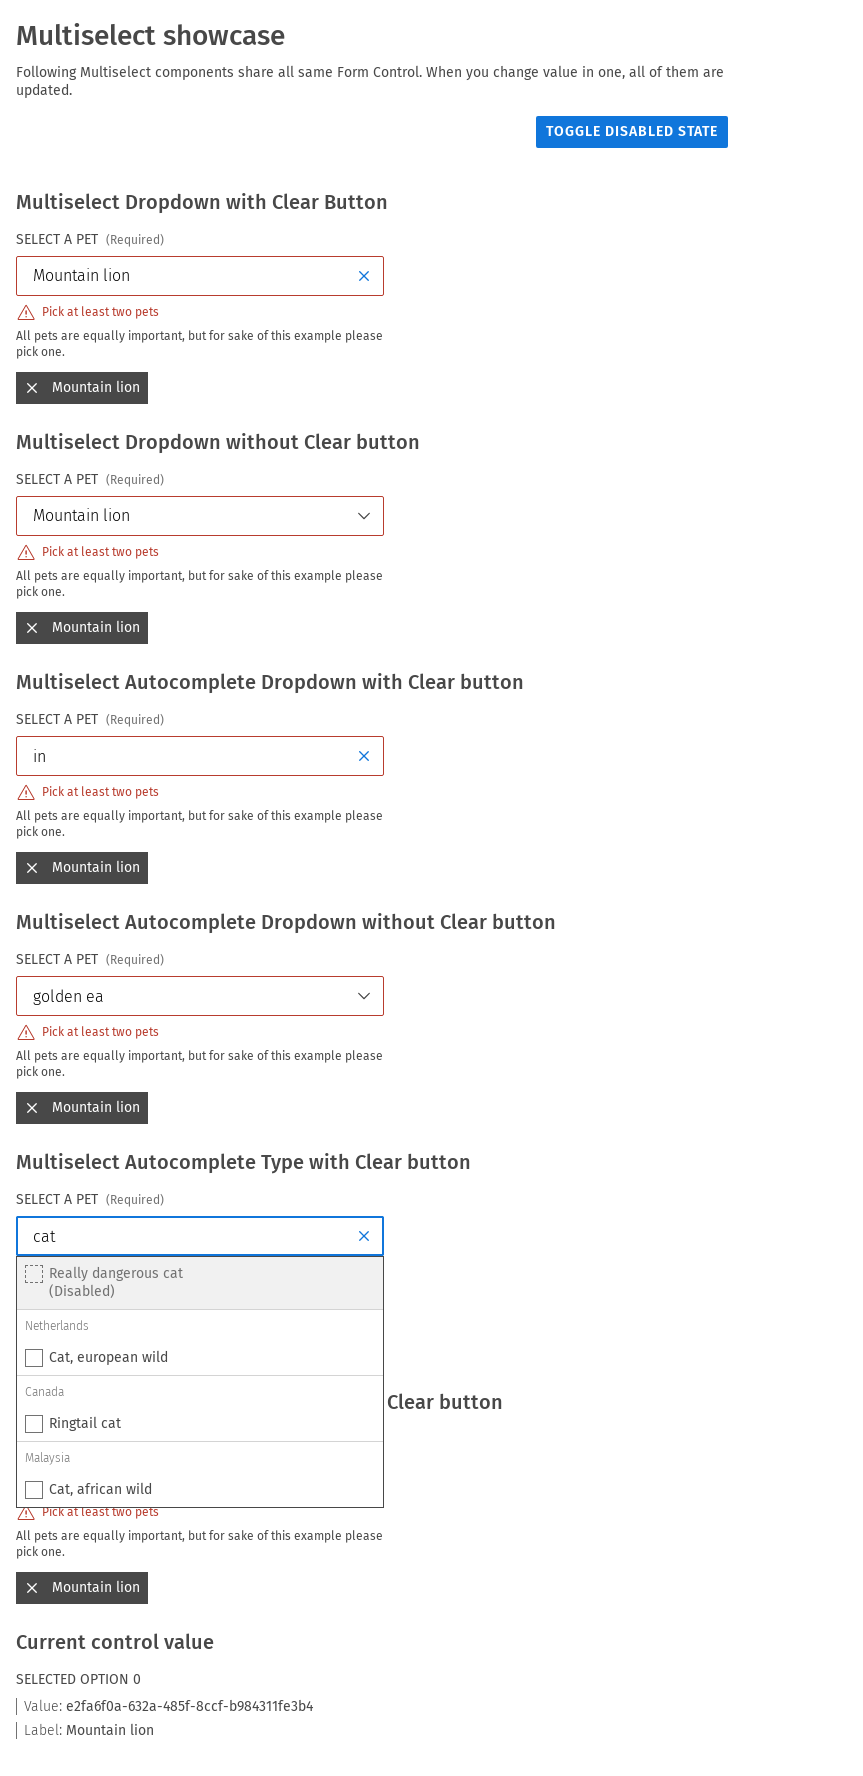 Multiselect showcase
Following Multiselect components share all same Form Control. When you change value in one, all of them are
updated.
TOGGLE DISABLED STATE
Multiselect Dropdown with Clear Button
SELECT A PET (Required)
Mountain lion
Pick at least two pets
All pets are equally important, but for sake of this example please
pick one.
Mountain lion
Multiselect Dropdown without Clear button
SELECT A PET (Required)
Mountain lion
Pick at least two pets
All pets are equally important, but for sake of this example please
pick one.
Mountain lion
Multiselect Autocomplete Dropdown with Clear button
SELECT A PET (Required)
in
Pick at least two pets
All pets are equally important, but for sake of this example please
pick one.
Mountain lion
Multiselect Autocomplete Dropdown without Clear button
SELECT A PET (Required)
golden ea
Pick at least two pets
All pets are equally important, but for sake of this example please
pick one.
Mountain lion
Multiselect Autocomplete Type with Clear button
SELECT A PET (Required)
cat
Really dangerous cat
(Disabled)
Netherlands
Cat, european wild
Canada
Clear button
Ringtail cat
Malaysia
Cat, african wild
Pick at least two pets
All pets are equally important, but for sake of this example please
pick one.
Mountain lion
Current control value
SELECTED OPTION 0
Value: e2fa6f0a-632a-485f-8ccf-b984311fe3b4
Label: Mountain lion